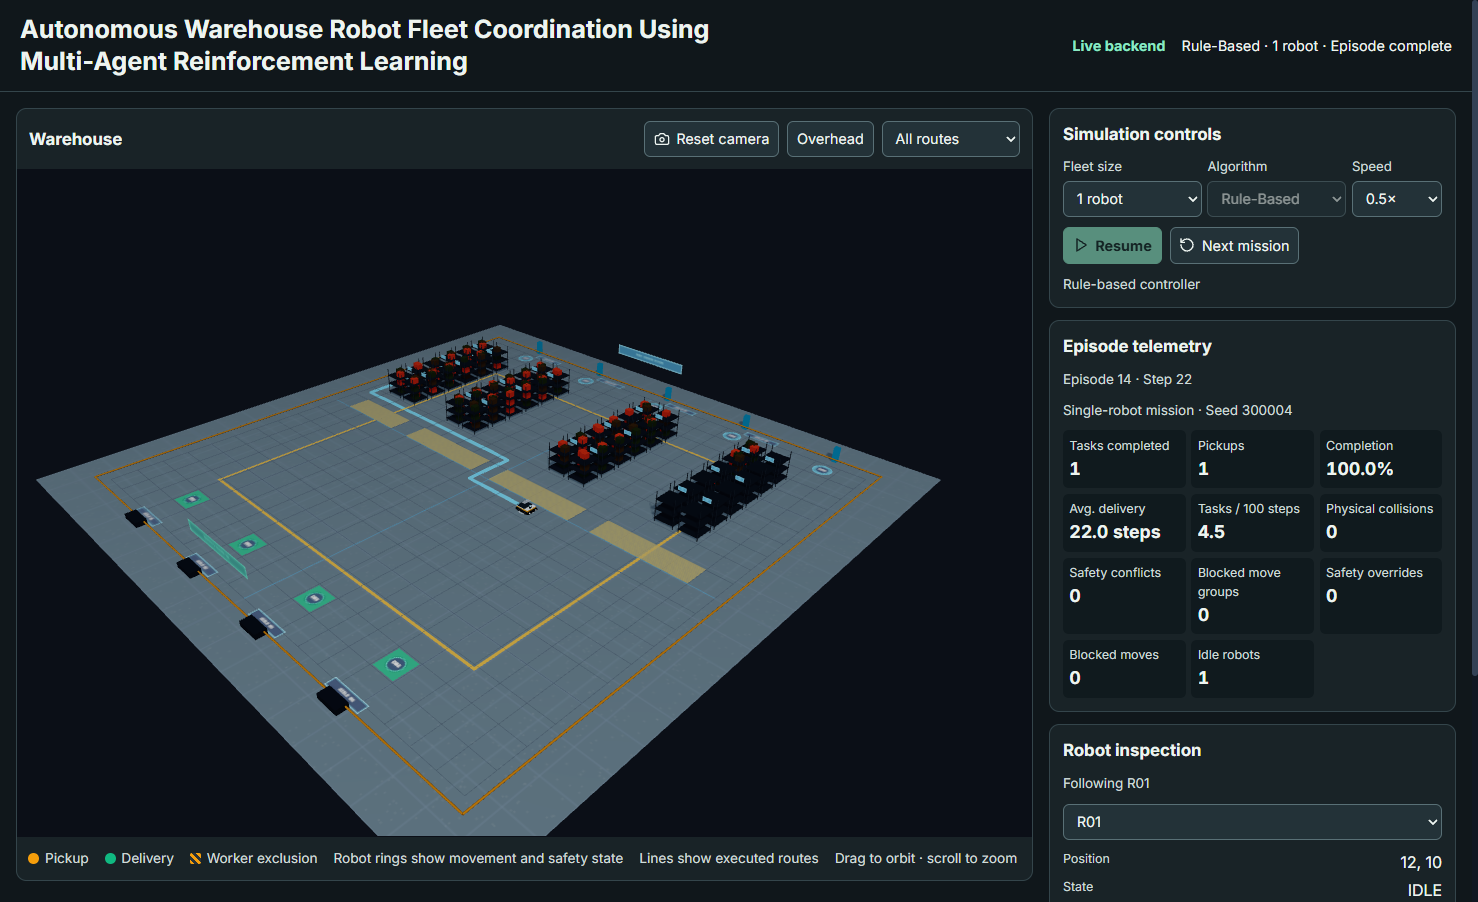 Autonomous Warehouse Robot Fleet Coordination Using
Multi-Agent Reinforcement Learning
Live backend Rule-Based · 1 robot · Episode complete
Warehouse
Reset camera
Overhead
All routes
Pickup
Delivery
Worker exclusion
Robot rings show movement and safety state
Lines show executed routes
Drag to orbit · scroll to zoom
Simulation controls
Fleet size
Algorithm
Speed
1 robot
Rule-Based
0.5×
Resume
Next mission
Rule-based controller
Episode telemetry
Episode 14 · Step 22
Single-robot mission · Seed 300004
Tasks completed
1
Pickups
1
Completion
100.0%
Avg. delivery
22.0 steps
Tasks / 100 steps
4.5
Physical collisions
0
Safety conflicts
0
Blocked move
groups
0
Safety overrides
0
Blocked moves
0
Idle robots
1
Robot inspection
Following R01
R01
Position
12, 10
State
IDLE